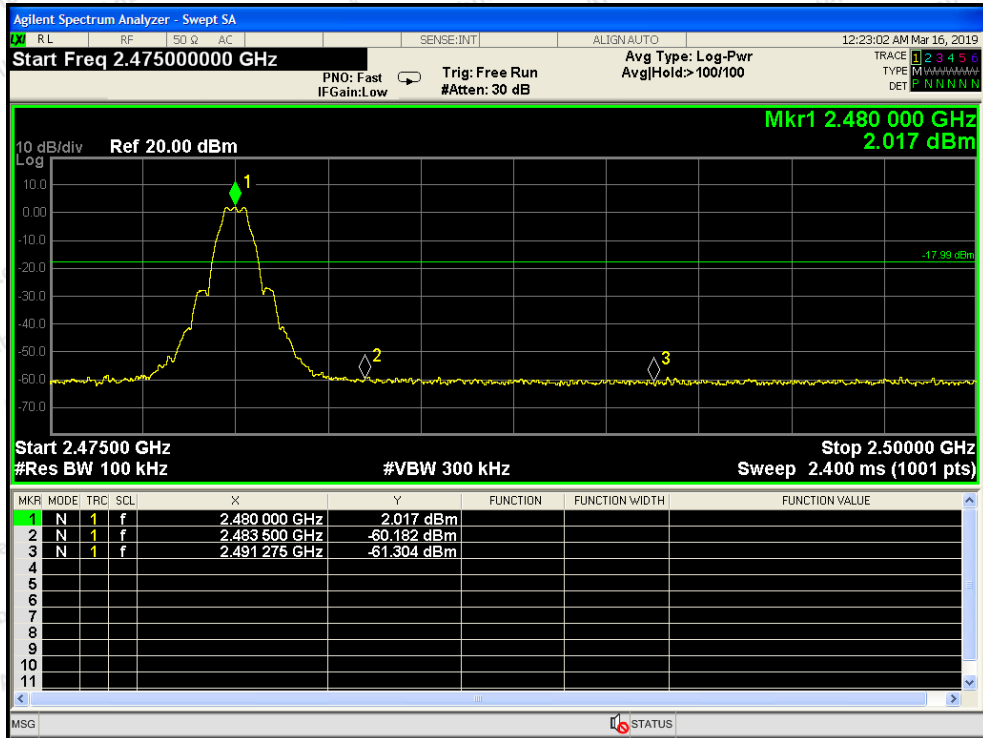 Agilent Spectrum Analyzer - Swept SA
LXI RL RF 50 Ω AC SENSE:INT ALIGN AUTO 12:23:02 AM Mar 16, 2019
Start Freq 2.475000000 GHz
PNO: Fast
IFGain:Low
Trig: Free Run
#Atten: 30 dB
Avg Type: Log-Pwr
Avg|Hold:>100/100
TRACE 1 2 3 4 5 6
TYPE M
DET P N N N N N
Mkr1 2.480 000 GHz
2.017 dBm
10 dB/div Ref 20.00 dBm
Log
10.0
0.00
-10.0
-20.0
-30.0
-40.0
-50.0
-60.0
-70.0
1
-17.99 dBm
2
3
Start 2.47500 GHz Stop 2.50000 GHz
#Res BW 100 kHz #VBW 300 kHz Sweep 2.400 ms (1001 pts)
MKR MODE TRC SCL X Y FUNCTION FUNCTION WIDTH FUNCTION VALUE
1 N 1 f 2.480 000 GHz 2.017 dBm
2 N 1 f 2.483 500 GHz -60.182 dBm
3 N 1 f 2.491 275 GHz -61.304 dBm
4
5
6
7
8
9
10
11
MSG STATUS